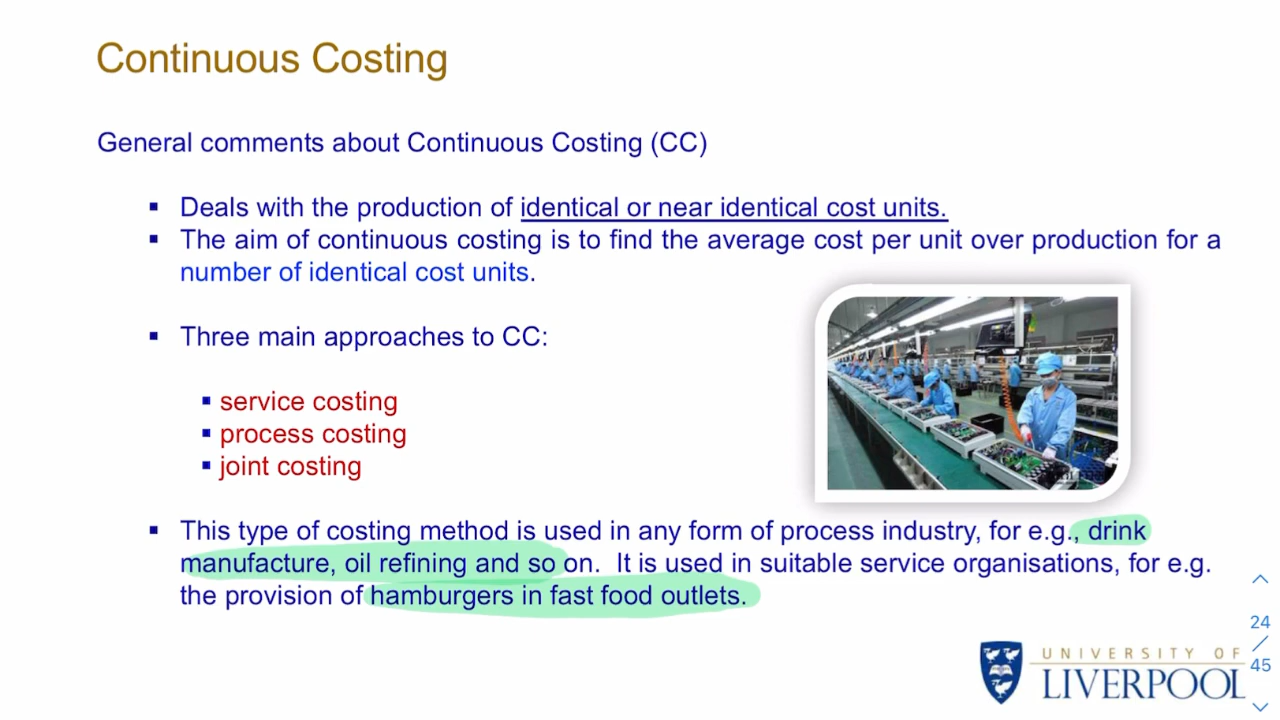 Continuous Costing
General comments about Continuous Costing (CC)
▪ Deals with the production of identical or near identical cost units.
▪ The aim of continuous costing is to find the average cost per unit over production for a
number of identical cost units.
▪ Three main approaches to CC:
▪ service costing
▪ process costing
▪ joint costing
▪ This type of costing method is used in any form of process industry, for e.g., drink
manufacture, oil refining and so on. It is used in suitable service organisations, for e.g.
the provision of hamburgers in fast food outlets.
24
/
45
UNIVERSITY OF
LIVERPOOL